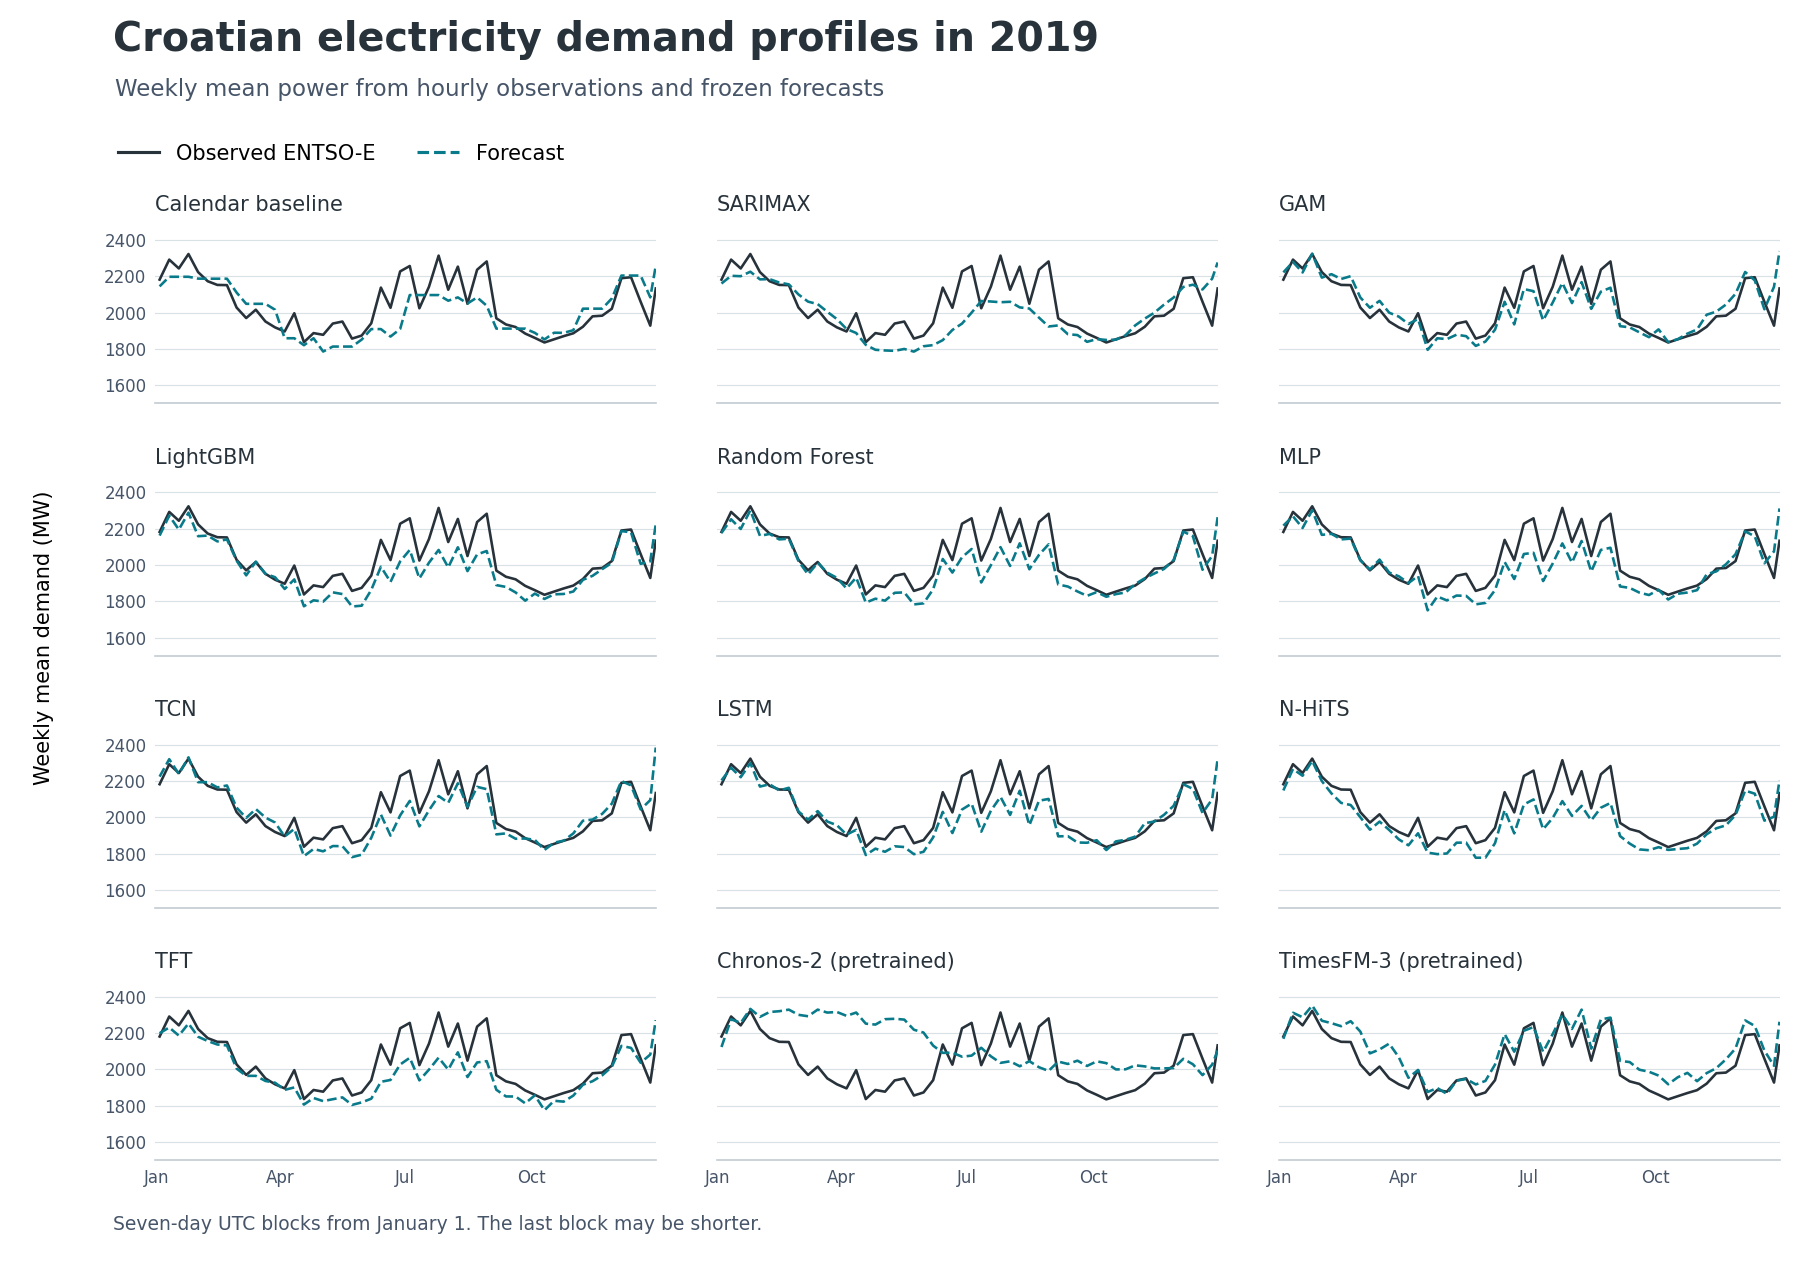 Croatian electricity demand profiles in 2019
Weekly mean power from hourly observations and frozen forecasts
Observed ENTSO-E
Forecast
Calendar baseline
SARIMAX
GAM
2400
2200
2000
1800
1600
LightGBM
Random Forest
MLP
2400
2200
2000
1800
1600
Weekly mean demand (MW)
TCN
LSTM
N-HiTS
2400
2200
2000
1800
1600
TFT
Chronos-2 (pretrained)
TimesFM-3 (pretrained)
2400
2200
2000
1800
1600
Jan Apr Jul Oct
Jan Apr Jul Oct
Jan Apr Jul Oct
Seven-day UTC blocks from January 1. The last block may be shorter.